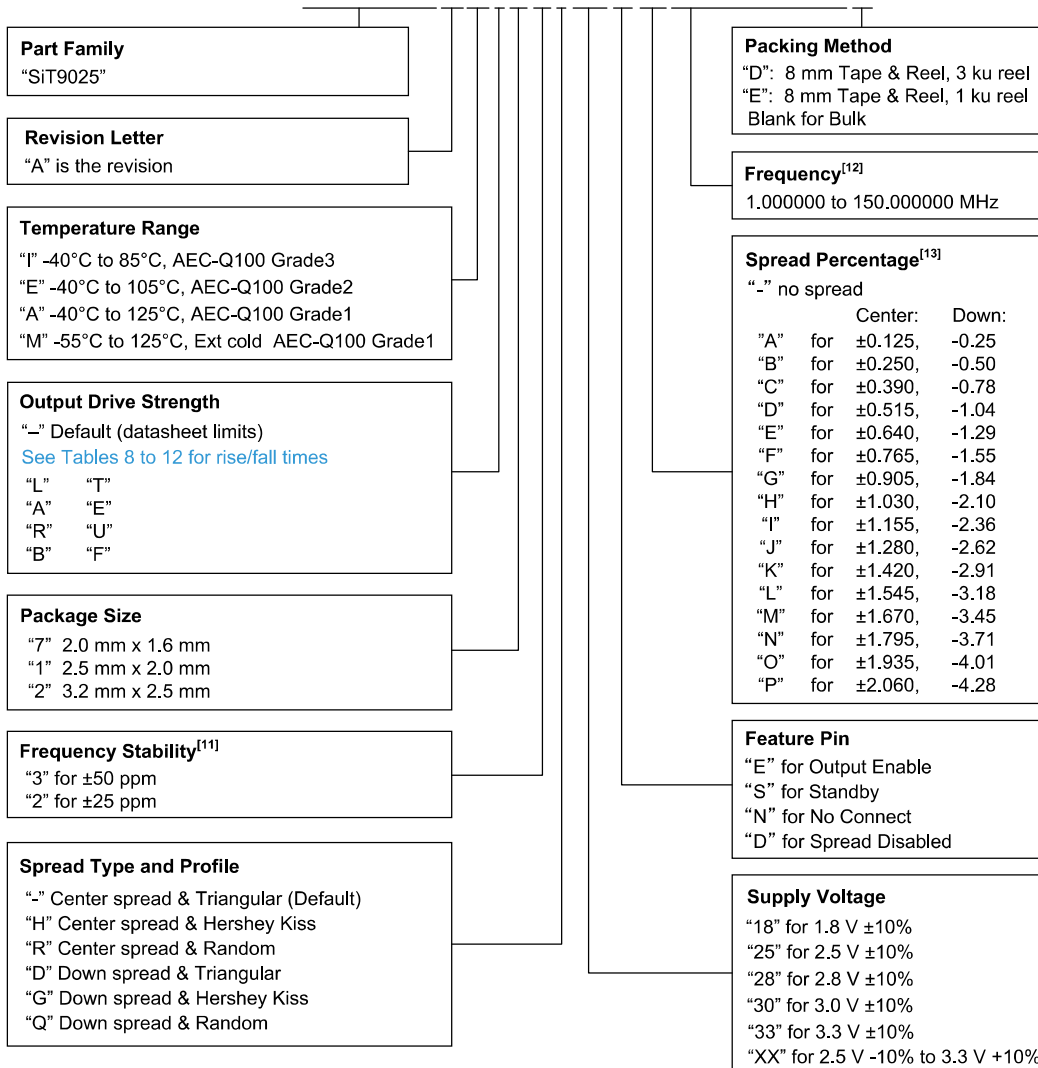 Part Family
“SiT9025”
Revision Letter
“A” is the revision
Temperature Range
“I” -40°C to 85°C, AEC-Q100 Grade3
“E” -40°C to 105°C, AEC-Q100 Grade2
“A” -40°C to 125°C, AEC-Q100 Grade1
“M” -55°C to 125°C, Ext cold AEC-Q100 Grade1
Output Drive Strength
“–” Default (datasheet limits)
See Tables 8 to 12 for rise/fall times
“L” “T”
“A” “E”
“R” “U”
“B” “F”
Package Size
“7” 2.0 mm x 1.6 mm
“1” 2.5 mm x 2.0 mm
“2” 3.2 mm x 2.5 mm
Frequency Stability[11]
“3” for ±50 ppm
“2” for ±25 ppm
Spread Type and Profile
“-” Center spread & Triangular (Default)
“H” Center spread & Hershey Kiss
“R” Center spread & Random
“D” Down spread & Triangular
“G” Down spread & Hershey Kiss
“Q” Down spread & Random
Packing Method
“D”: 8 mm Tape & Reel, 3 ku reel
“E”: 8 mm Tape & Reel, 1 ku reel
Blank for Bulk
Frequency[12]
1.000000 to 150.000000 MHz
Spread Percentage[13]
“-” no spread
Center: Down:
”A” for ±0.125, -0.25
“B” for ±0.250, -0.50
“C” for ±0.390, -0.78
“D” for ±0.515, -1.04
“E” for ±0.640, -1.29
“F” for ±0.765, -1.55
“G” for ±0.905, -1.84
“H” for ±1.030, -2.10
“I” for ±1.155, -2.36
“J” for ±1.280, -2.62
“K” for ±1.420, -2.91
“L” for ±1.545, -3.18
“M” for ±1.670, -3.45
“N” for ±1.795, -3.71
“O” for ±1.935, -4.01
“P” for ±2.060, -4.28
Feature Pin
“E” for Output Enable
“S” for Standby
“N” for No Connect
“D” for Spread Disabled
Supply Voltage
“18” for 1.8 V ±10%
“25” for 2.5 V ±10%
“28” for 2.8 V ±10%
“30” for 3.0 V ±10%
“33” for 3.3 V ±10%
“XX” for 2.5 V -10% to 3.3 V +10%